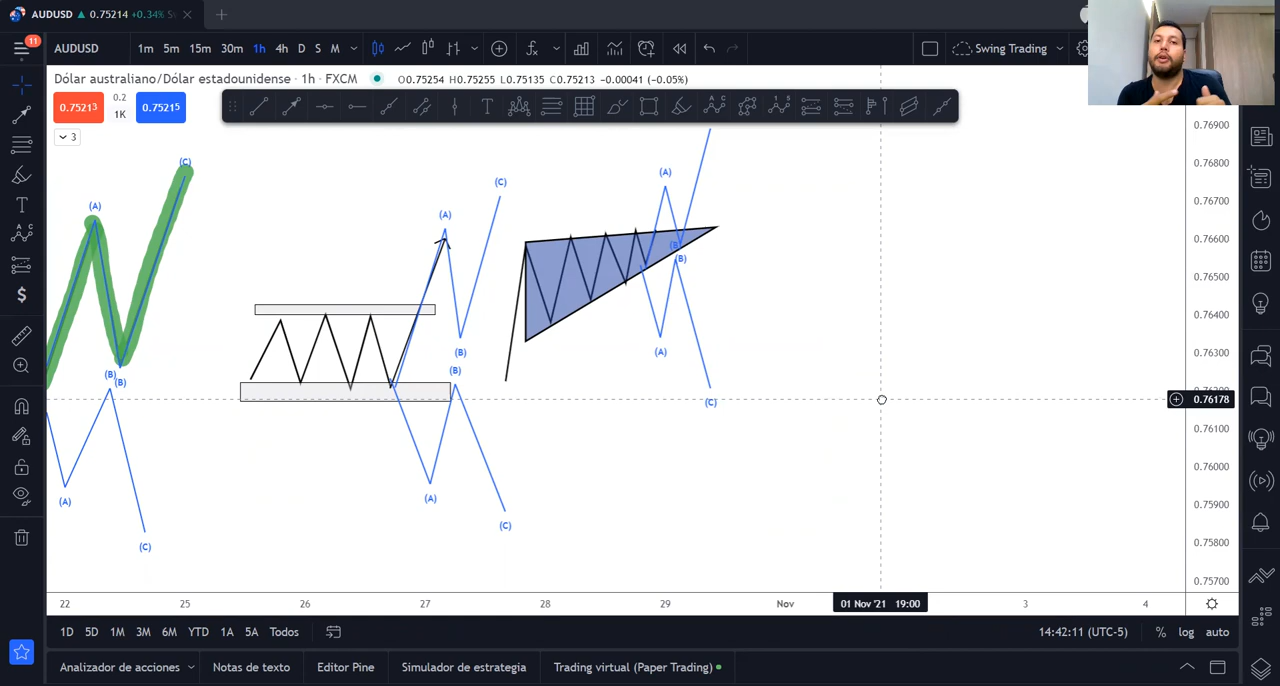 AUDUSD ▲ 0.75214 +0.34% S
11
AUDUSD 1m 5m 15m 30m 1h 4h D S M Swing Trading
Dólar australiano/Dólar estadounidense · 1h · FXCM O0.75254 H0.75255 L0.75135 C0.75213 −0.00041 (−0.05%)
0.75213 0.2 1K 0.75215
3
(C)
(A)
(B)
(B)
(A)
(C)
(A)
(C)
(B)
(B)
(A)
(C)
(A)
(B)
(B)
(A)
(C)
0.76900
0.76800
0.76700
0.76600
0.76500
0.76400
0.76300
0.76178
0.76100
0.76000
0.75900
0.75800
0.75700
22 25 26 27 28 29 Nov 01 Nov '21 19:00 3 4
1D 5D 1M 3M 6M YTD 1A 5A Todos 14:42:11 (UTC-5) % log auto
Analizador de acciones Notas de texto Editor Pine Simulador de estrategia Trading virtual (Paper Trading)